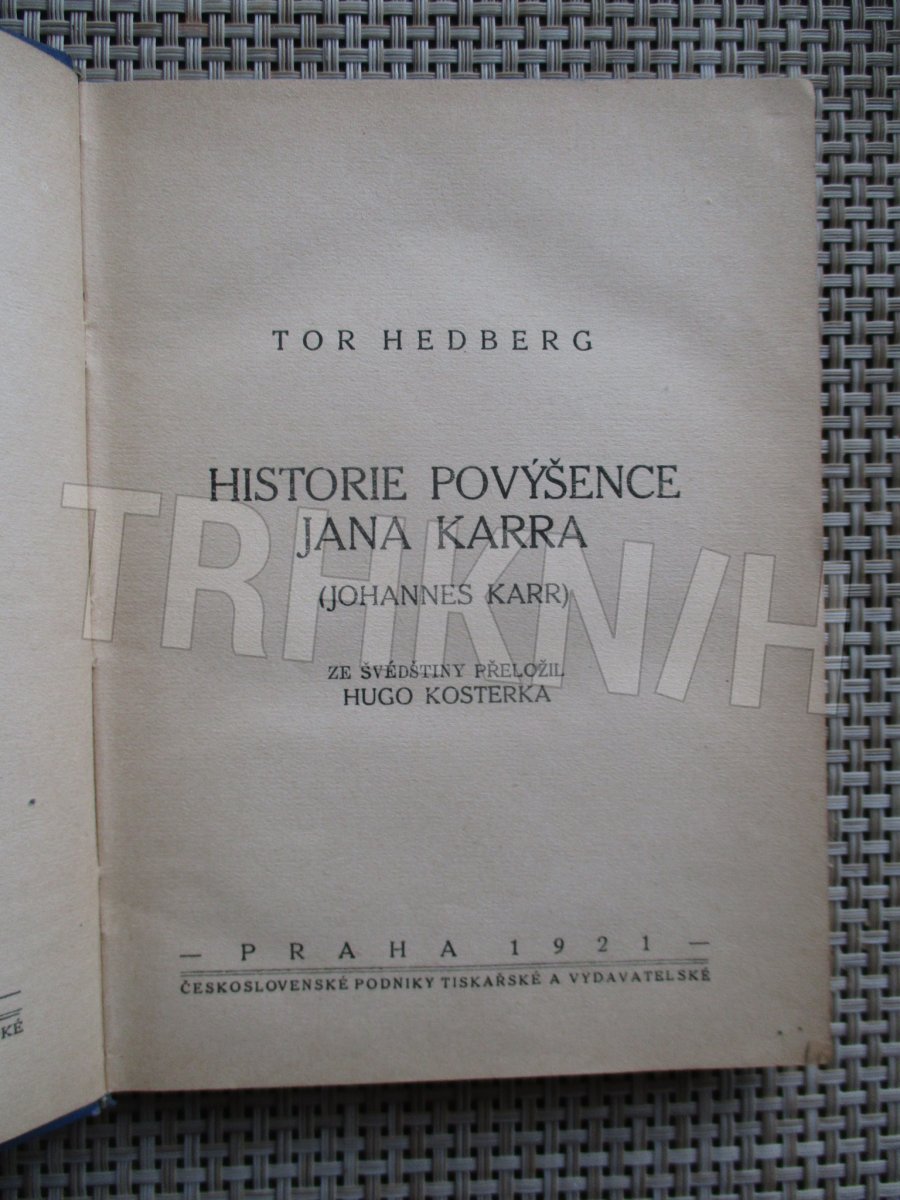 TOR HEDBERG
HISTORIE POVÝŠENCE
JANA KARRA
(JOHANNES KARR)
ZE ŠVÉDŠTINY PŘELOŽIL
HUGO KOSTERKA
— PRAHA 1921 —
ČESKOSLOVENSKÉ PODNIKY TISKAŘSKÉ A VYDAVATELSKÉ
KÉ
TRHKNIH